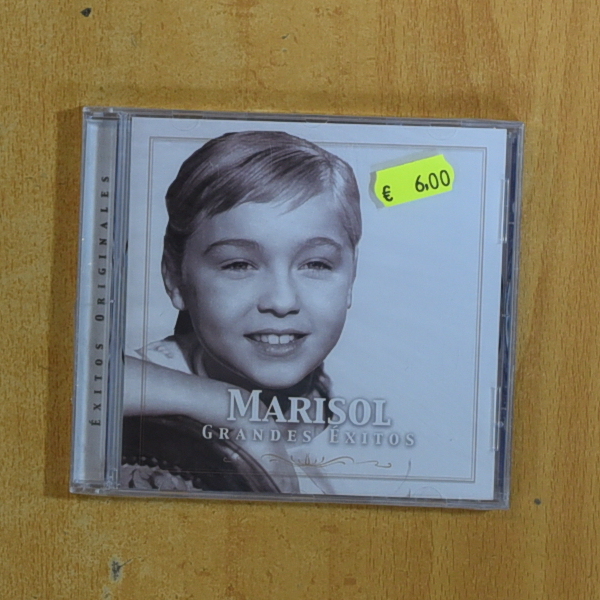 € 6,00
ÉXITOS ORIGINALES
MARISOL
GRANDES ÉXITOS